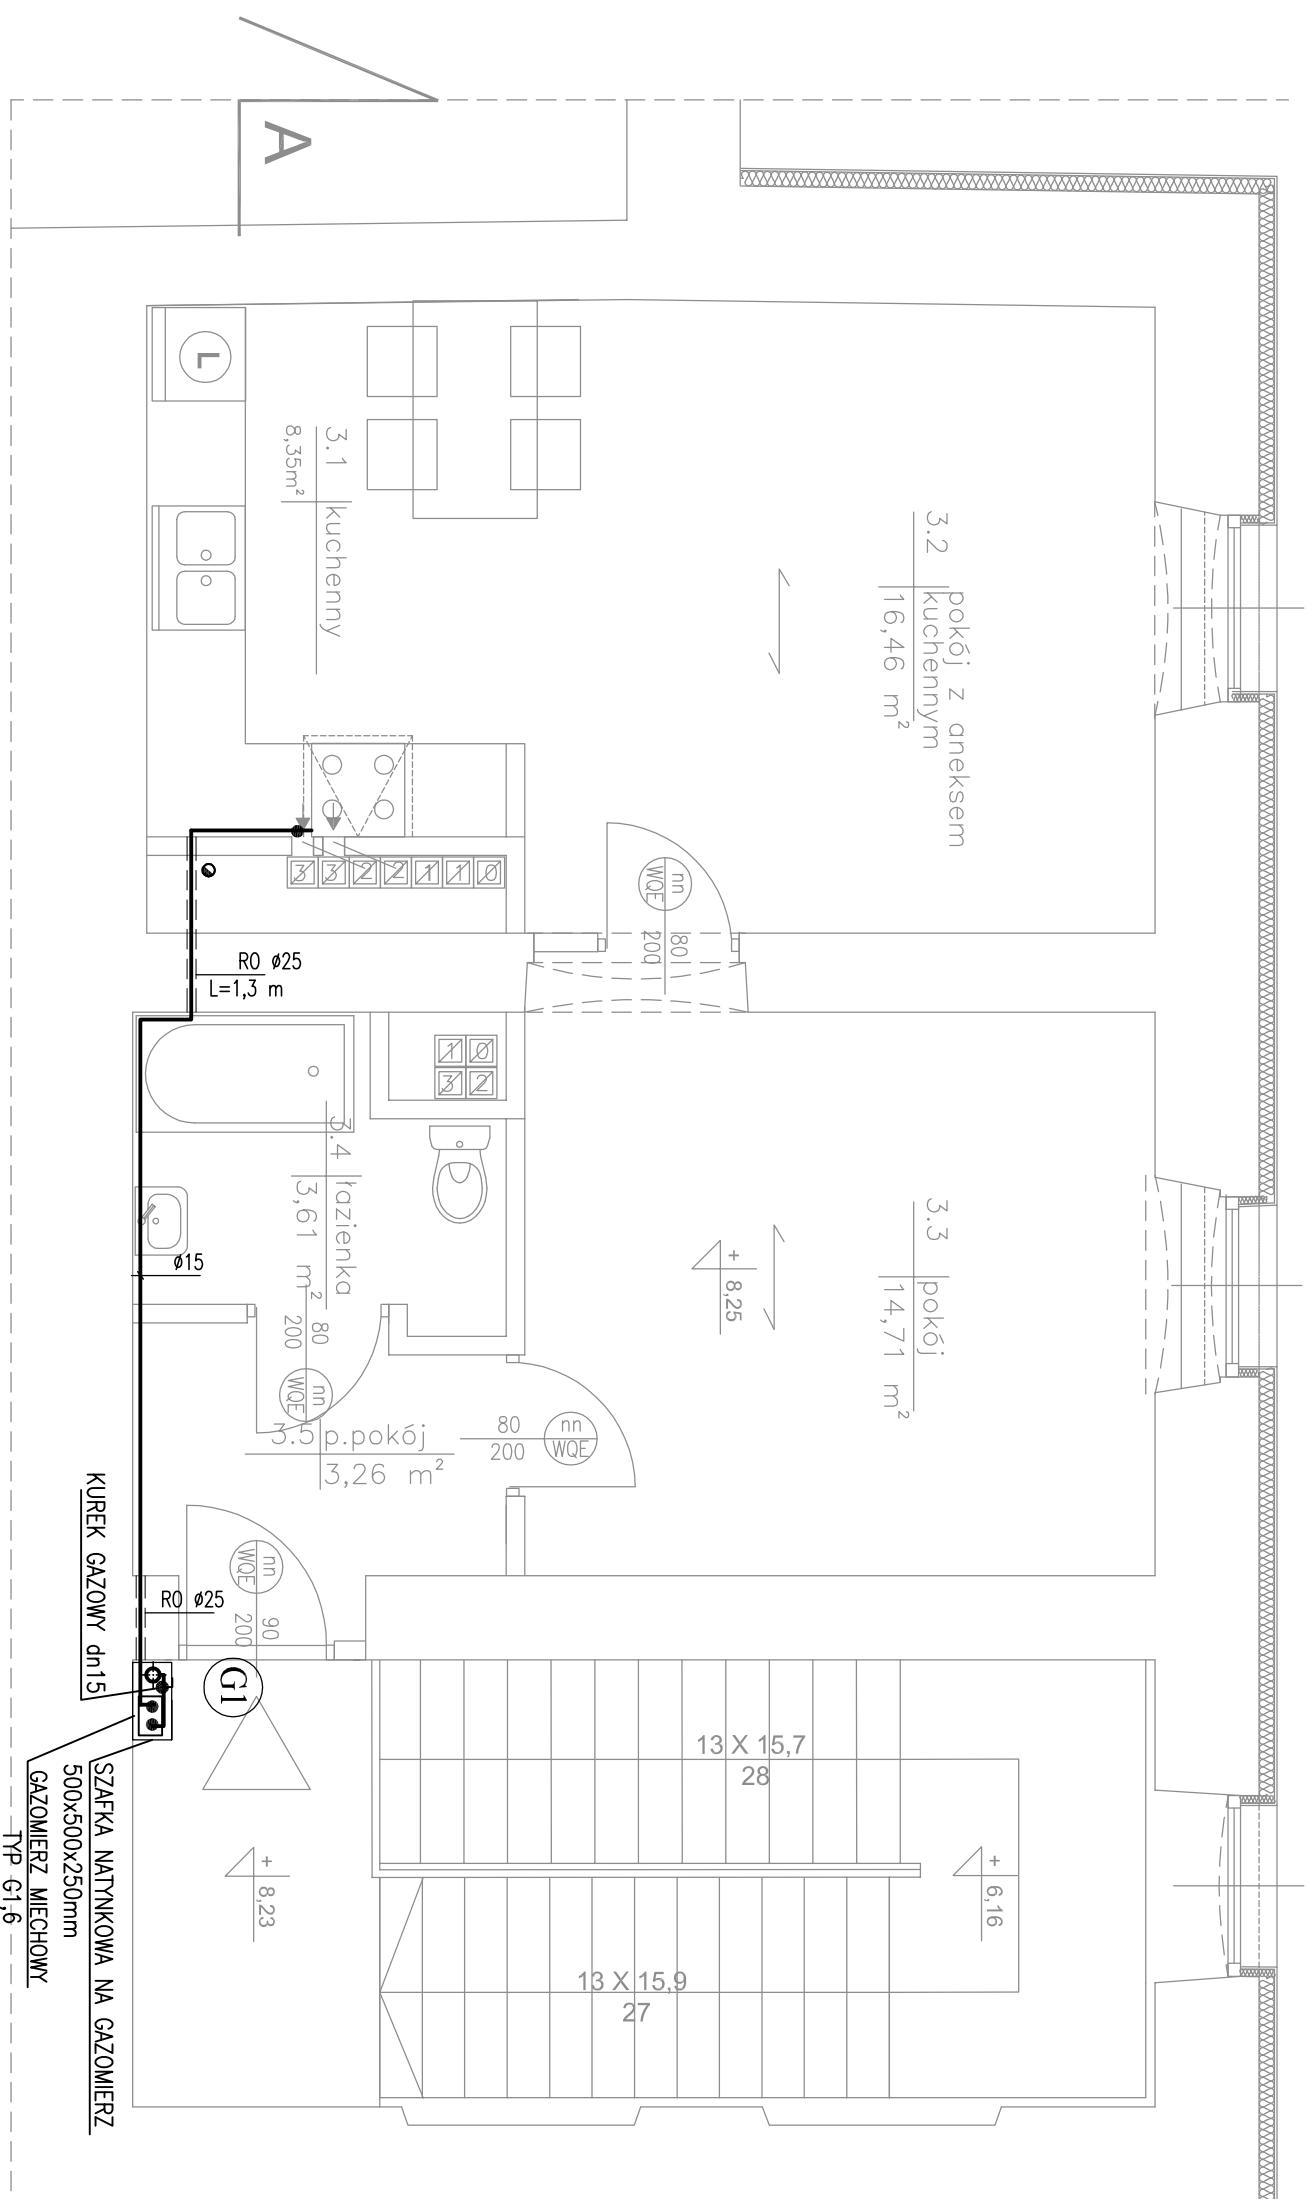 A
L
3.1 kuchenny
8,35m²
3.2 pokój z aneksem
kuchennym
16,46 m²
3 3 2 2 1 1 0
nn
WQE
80
200
RO ø25
L=1,3 m
1 0
3 2
3.4 łazienka
3,61 m²
ø15
80
200
nn
WQE
3.3 pokój
14,71 m²
+
8,25
3.5 p.pokój
3,26 m²
80
200
nn
WQE
nn
WQE
90
200
RO ø25
G1
KUREK GAZOWY dn15
SZAFKA NATYNKOWA NA GAZOMIERZ
500x500x250mm
GAZOMIERZ MIECHOWY
TYP G1,6
13 X 15,7
28
+
6,16
+
8,23
13 X 15,9
27